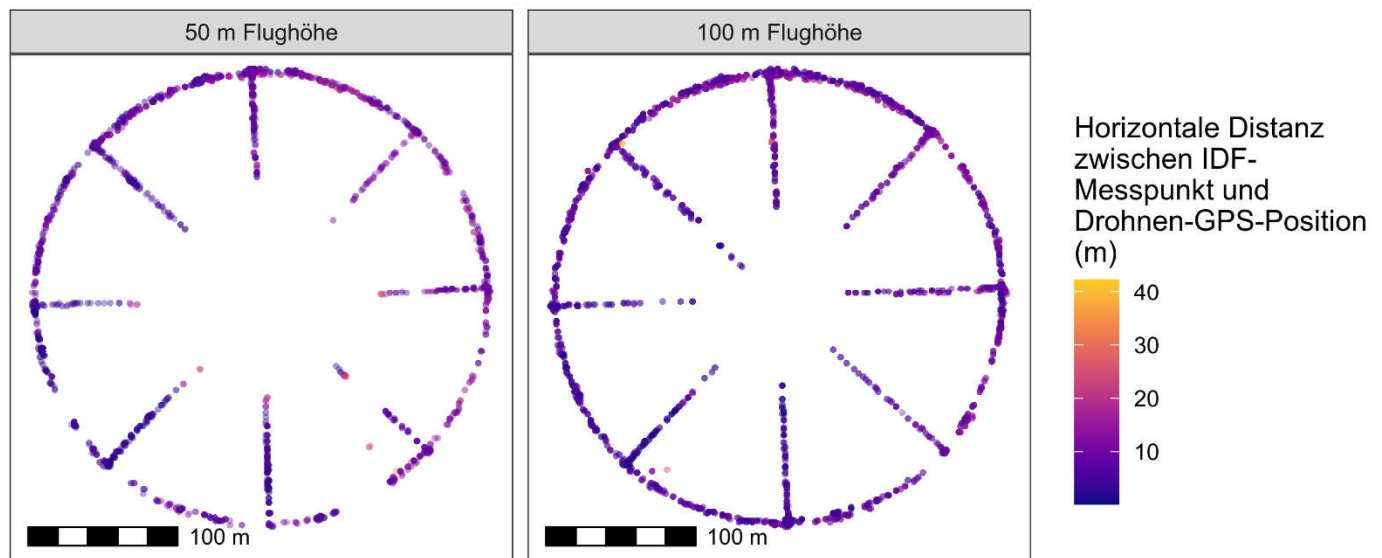 50 m Flughöhe
100 m Flughöhe
Horizontale Distanz
zwischen IDF-
Messpunkt und
Drohnen-GPS-Position
(m)
40
30
20
10
100 m
100 m